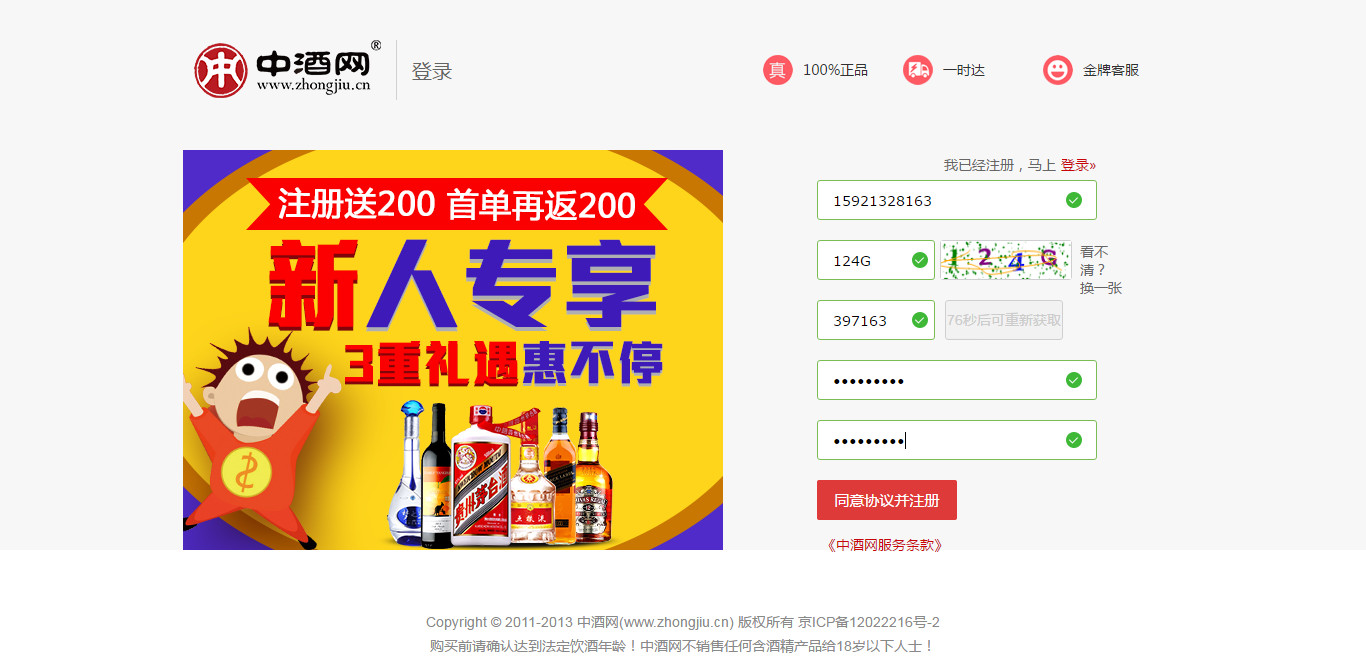 中酒网®
www.zhongjiu.cn
登录
真 100%正品
一时达
金牌客服
注册送200 首单再返200
新人专享
3重礼遇惠不停
贵州茅台酒
五粮液
我已经注册，马上 登录»
15921328163
124G
124G
看不
清？
换一张
397163
76秒后可重新获取
•••••••••
•••••••••
同意协议并注册
《中酒网服务条款》
Copyright © 2011-2013 中酒网(www.zhongjiu.cn) 版权所有 京ICP备12022216号-2
购买前请确认达到法定饮酒年龄！中酒网不销售任何含酒精产品给18岁以下人士！